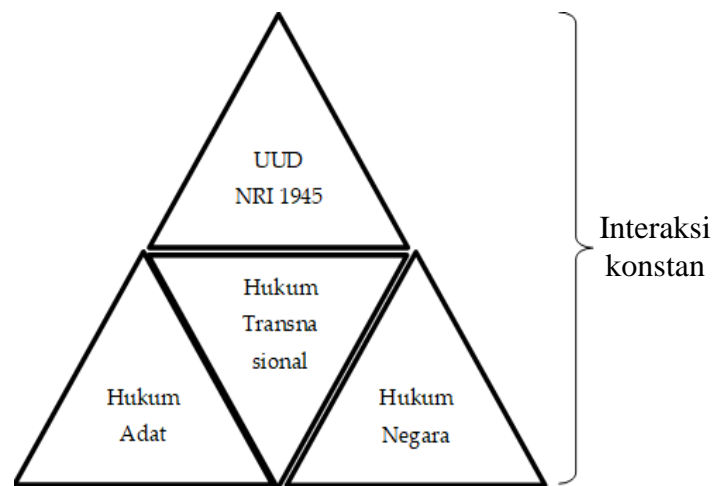 UUD
NRI 1945
Interaksi
konstan
Hukum
Transna
sional
Hukum
Adat
Hukum
Negara